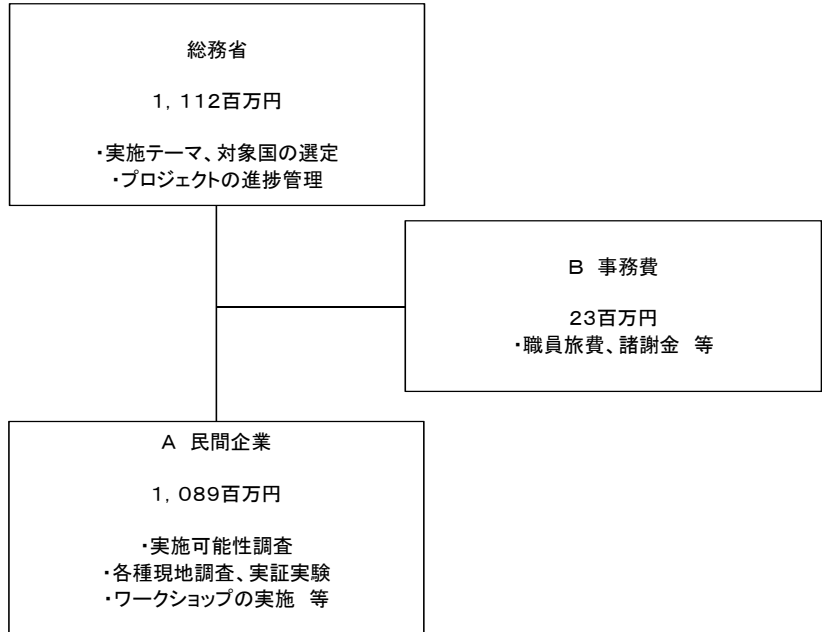 総務省
１，１１２百万円
・実施テーマ、対象国の選定
・プロジェクトの進捗管理
Ｂ　事務費
２３百万円
・職員旅費、諸謝金　等
Ａ　民間企業
１，０８９百万円
・実施可能性調査
・各種現地調査、実証実験
・ワークショップの実施　等